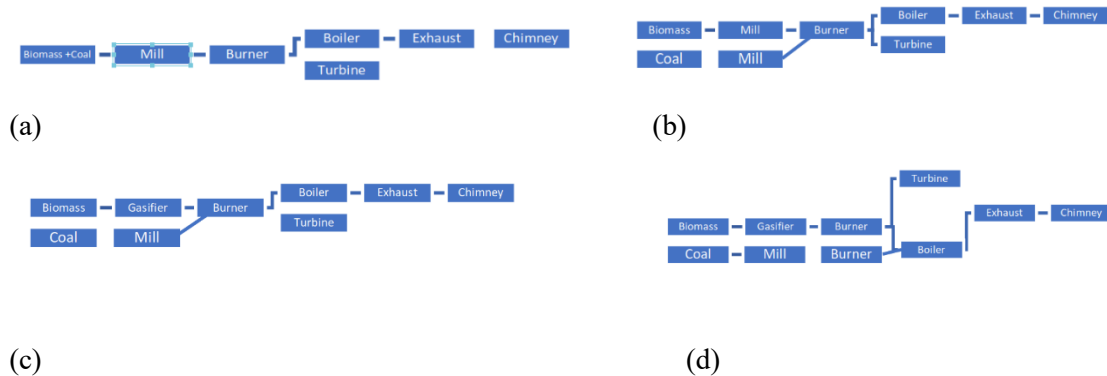 Biomass +Coal
Mill
Burner
Boiler
Exhaust
Chimney
Turbine
(a)
Biomass
Mill
Burner
Boiler
Exhaust
Chimney
Turbine
Coal
Mill
(b)
Biomass
Gasifier
Burner
Boiler
Exhaust
Chimney
Turbine
Coal
Mill
(c)
Turbine
Biomass
Gasifier
Burner
Exhaust
Chimney
Coal
Mill
Burner
Boiler
(d)